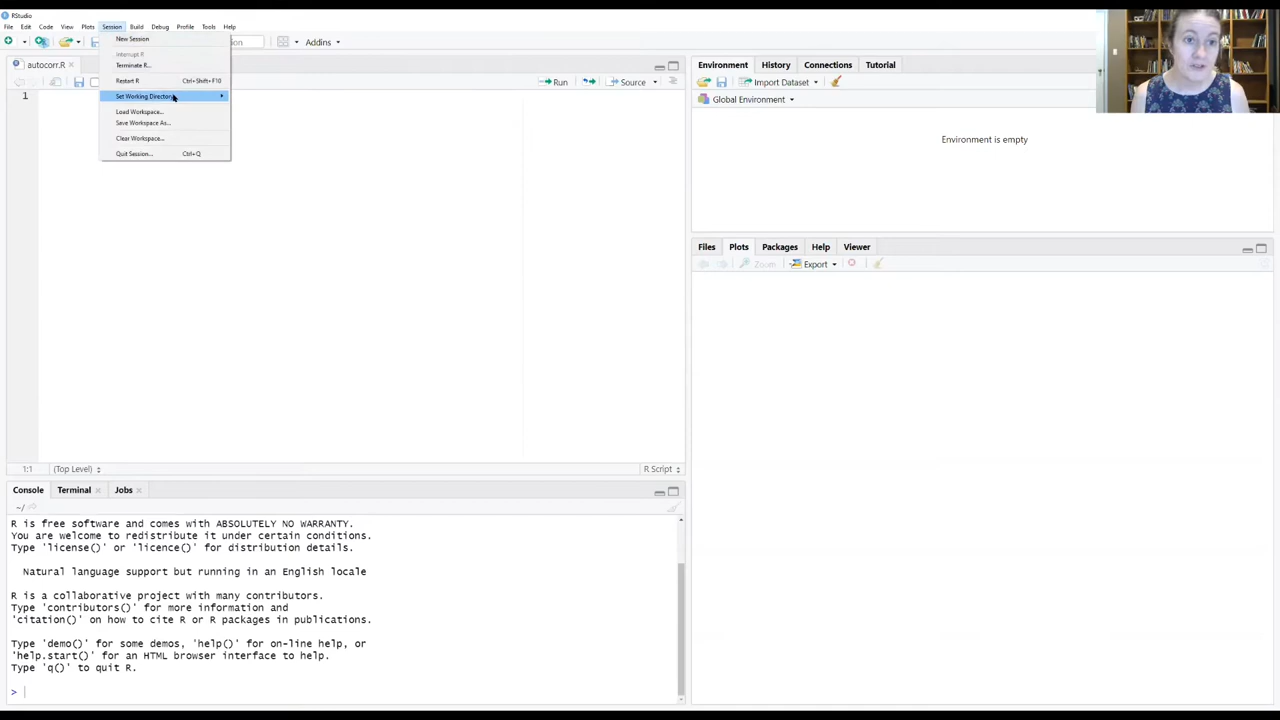 RStudio
File Edit Code View Plots Session Build Debug Profile Tools Help
Addins
New Session
Interrupt R
Terminate R...
Restart R Ctrl+Shift+F10
Set Working Director
Load Workspace...
Save Workspace As...
Clear Workspace...
Quit Session... Ctrl+Q
autocorr.R
Run Source
1
1:1 (Top Level) R Script
Console Terminal Jobs
~/
R is free software and comes with ABSOLUTELY NO WARRANTY.
You are welcome to redistribute it under certain conditions.
Type 'license()' or 'licence()' for distribution details.
Natural language support but running in an English locale
R is a collaborative project with many contributors.
Type 'contributors()' for more information and
'citation()' on how to cite R or R packages in publications.
Type 'demo()' for some demos, 'help()' for on-line help, or
'help.start()' for an HTML browser interface to help.
Type 'q()' to quit R.
>
Environment History Connections Tutorial
Import Dataset
Global Environment
Environment is empty
Files Plots Packages Help Viewer
Zoom Export